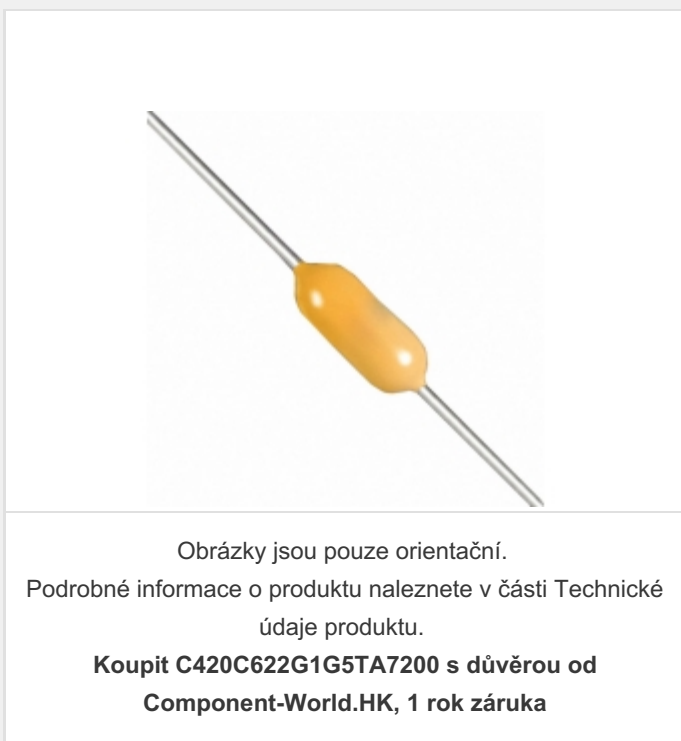 Obrázky jsou pouze orientační.
Podrobné informace o produktu naleznete v části Technické
údaje produktu.
Koupit C420C622G1G5TA7200 s důvěrou od
Component-World.HK, 1 rok záruka